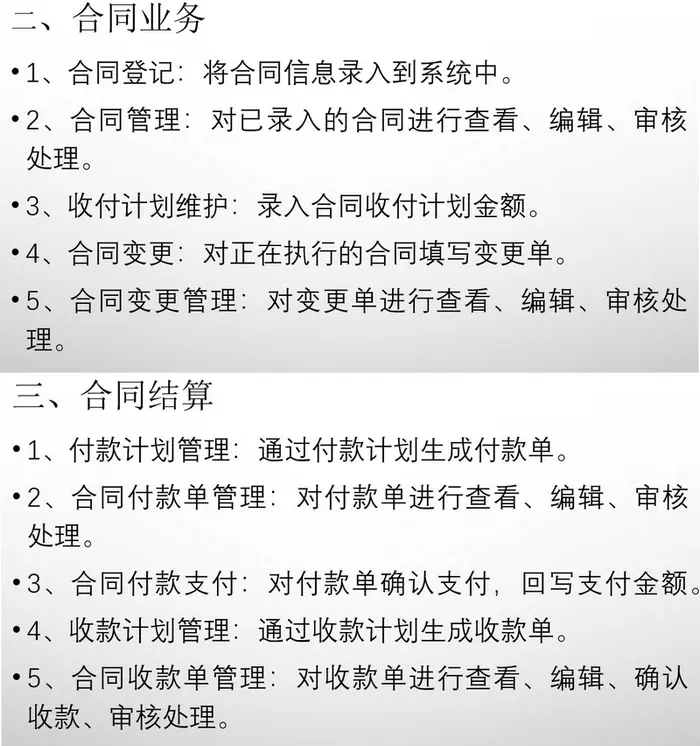 二、合同业务
•1、合同登记：将合同信息录入到系统中。
•2、合同管理：对已录入的合同进行查看、编辑、审核
处理。
•3、收付计划维护：录入合同收付计划金额。
•4、合同变更：对正在执行的合同填写变更单。
•5、合同变更管理：对变更单进行查看、编辑、审核处
理。
三、合同结算
•1、付款计划管理：通过付款计划生成付款单。
•2、合同付款单管理：对付款单进行查看、编辑、审核
处理。
•3、合同付款支付：对付款单确认支付，回写支付金额。
•4、收款计划管理：通过收款计划生成收款单。
•5、合同收款单管理：对收款单进行查看、编辑、确认
收款、审核处理。